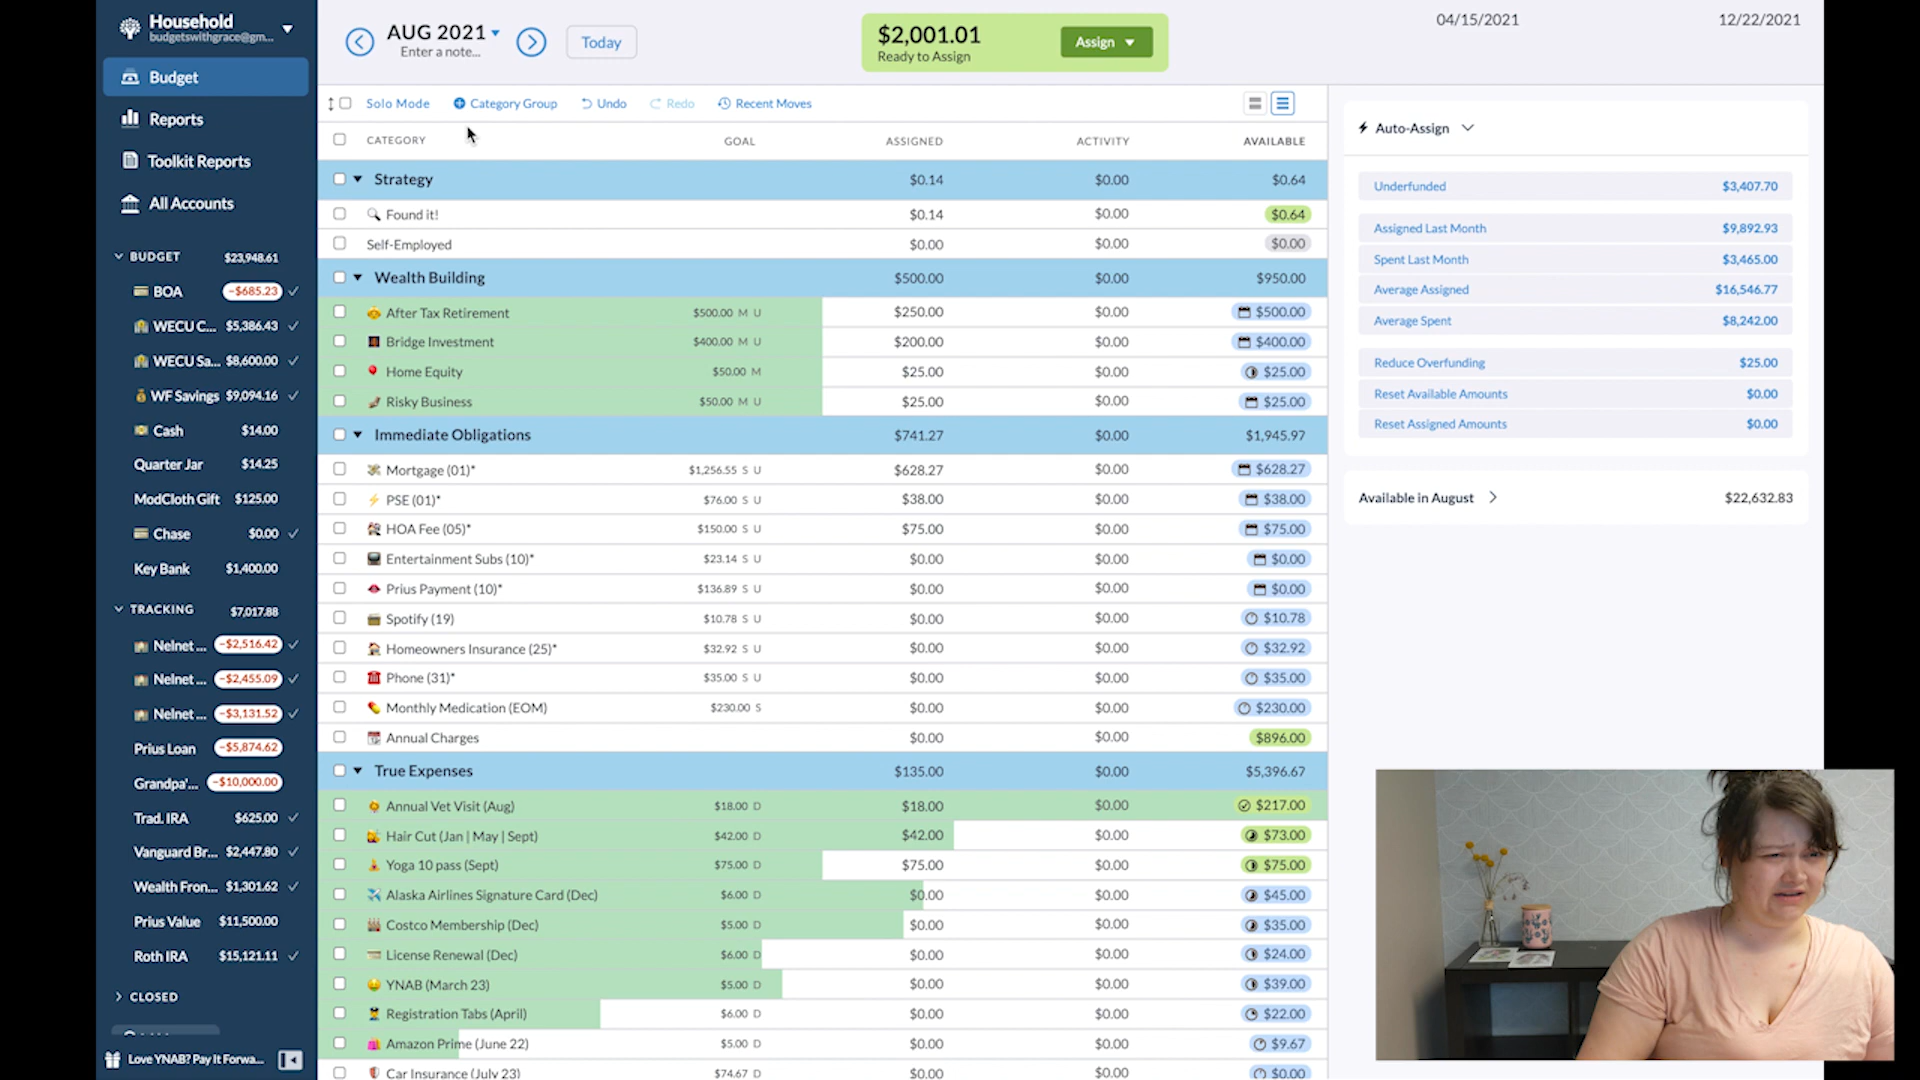 Household
budgetswithgrace@gm...
Budget
Reports
Toolkit Reports
All Accounts
BUDGET $23,948.61
BOA -$685.23
WECU C... $5,386.43
WECU Sa... $8,600.00
WF Savings $9,094.16
Cash $14.00
Quarter Jar $14.25
ModCloth Gift $125.00
Chase $0.00
Key Bank $1,400.00
TRACKING $7,017.88
Nelnet ... -$2,516.42
Nelnet ... -$2,455.09
Nelnet ... -$3,131.52
Prius Loan -$5,874.62
Grandpa'... -$10,000.00
Trad. IRA $625.00
Vanguard Br... $2,447.80
Wealth Fron... $1,301.62
Prius Value $11,500.00
Roth IRA $15,121.11
CLOSED
Love YNAB? Pay It Forwa...
AUG 2021
Enter a note...
Today
$2,001.01
Ready to Assign
Assign
04/15/2021 12/22/2021
Solo Mode Category Group Undo Redo Recent Moves
CATEGORY GOAL ASSIGNED ACTIVITY AVAILABLE
Strategy $0.14 $0.00 $0.64
Found it! $0.14 $0.00 $0.64
Self-Employed $0.00 $0.00 $0.00
Wealth Building $500.00 $0.00 $950.00
After Tax Retirement $500.00 M U $250.00 $0.00 $500.00
Bridge Investment $400.00 M U $200.00 $0.00 $400.00
Home Equity $50.00 M $25.00 $0.00 $25.00
Risky Business $50.00 M U $25.00 $0.00 $25.00
Immediate Obligations $741.27 $0.00 $1,945.97
Mortgage (01)* $1,256.55 S U $628.27 $0.00 $628.27
PSE (01)* $76.00 S U $38.00 $0.00 $38.00
HOA Fee (05)* $150.00 S U $75.00 $0.00 $75.00
Entertainment Subs (10)* $23.14 S U $0.00 $0.00 $0.00
Prius Payment (10)* $136.89 S U $0.00 $0.00 $0.00
Spotify (19) $10.78 S U $0.00 $0.00 $10.78
Homeowners Insurance (25)* $32.92 S U $0.00 $0.00 $32.92
Phone (31)* $35.00 S U $0.00 $0.00 $35.00
Monthly Medication (EOM) $230.00 S $0.00 $0.00 $230.00
Annual Charges $0.00 $0.00 $896.00
True Expenses $135.00 $0.00 $5,396.67
Annual Vet Visit (Aug) $18.00 D $18.00 $0.00 $217.00
Hair Cut (Jan | May | Sept) $42.00 D $42.00 $0.00 $73.00
Yoga 10 pass (Sept) $75.00 D $75.00 $0.00 $75.00
Alaska Airlines Signature Card (Dec) $6.00 D $0.00 $0.00 $45.00
Costco Membership (Dec) $5.00 D $0.00 $0.00 $35.00
License Renewal (Dec) $6.00 D $0.00 $0.00 $24.00
YNAB (March 23) $5.00 D $0.00 $0.00 $39.00
Registration Tabs (April) $6.00 D $0.00 $0.00 $22.00
Amazon Prime (June 22) $5.00 D $0.00 $0.00 $9.67
Car Insurance (July 23) $74.67 D $0.00 $0.00 $0.00
Auto-Assign
Underfunded $3,407.70
Assigned Last Month $9,892.93
Spent Last Month $3,465.00
Average Assigned $16,546.77
Average Spent $8,242.00
Reduce Overfunding $25.00
Reset Available Amounts $0.00
Reset Assigned Amounts $0.00
Available in August $22,632.83